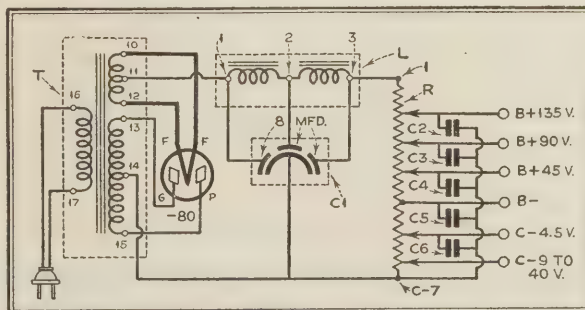 T
16
17
10
11
12
13
14
15
F
F
G
P
-80
1
2
3
L
8 MFD.
C1
1
R
C2
C3
C4
C5
C6
C-7
B+135 V.
B+90 V.
B+45 V.
B-
C-4.5 V.
C-9 TO
40 V.